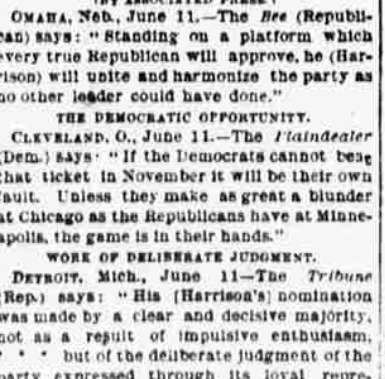 OMAHA, Neb., June 11.—The Bee (Republi-
can) says: "Standing on a platform which
every true Republican will approve, he (Har-
rison) will unite and harmonize the party as
no other leader could have done."
THE DEMOCRATIC OPPORTUNITY.
CLEVELAND, O., June 11.—The Plaindealer
(Dem.) says: "If the Democrats cannot beat
that ticket in November it will be their own
fault. Unless they make as great a blunder
at Chicago as the Republicans have at Minne-
apolis, the game is in their hands."
WORK OF DELIBERATE JUDGMENT.
DETROIT, Mich., June 11—The Tribune
(Rep.) says: "His [Harrison's] nomination
was made by a clear and decisive majority,
not as a result of impulsive enthusiasm,
* * * but of the deliberate judgment of the
party expressed through its loyal repre-